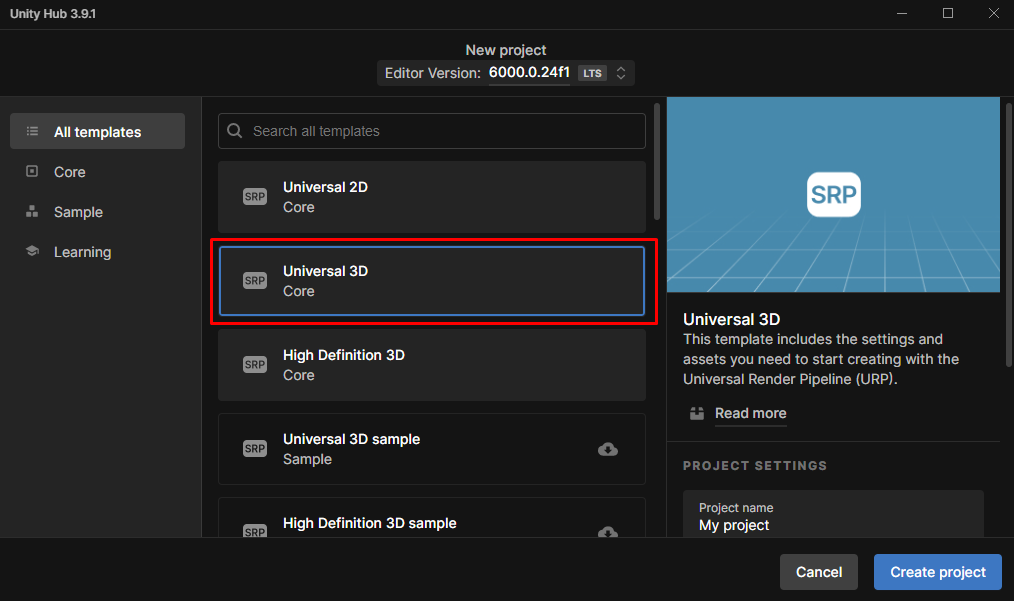 Unity Hub 3.9.1
New project
Editor Version: 6000.0.24f1 LTS
All templates
Core
Sample
Learning
Search all templates
SRP
Universal 2D
Core
SRP
Universal 3D
Core
SRP
High Definition 3D
Core
SRP
Universal 3D sample
Sample
SRP
High Definition 3D sample
SRP
Universal 3D
This template includes the settings and
assets you need to start creating with the
Universal Render Pipeline (URP).
Read more
PROJECT SETTINGS
Project name
My project
Cancel
Create project